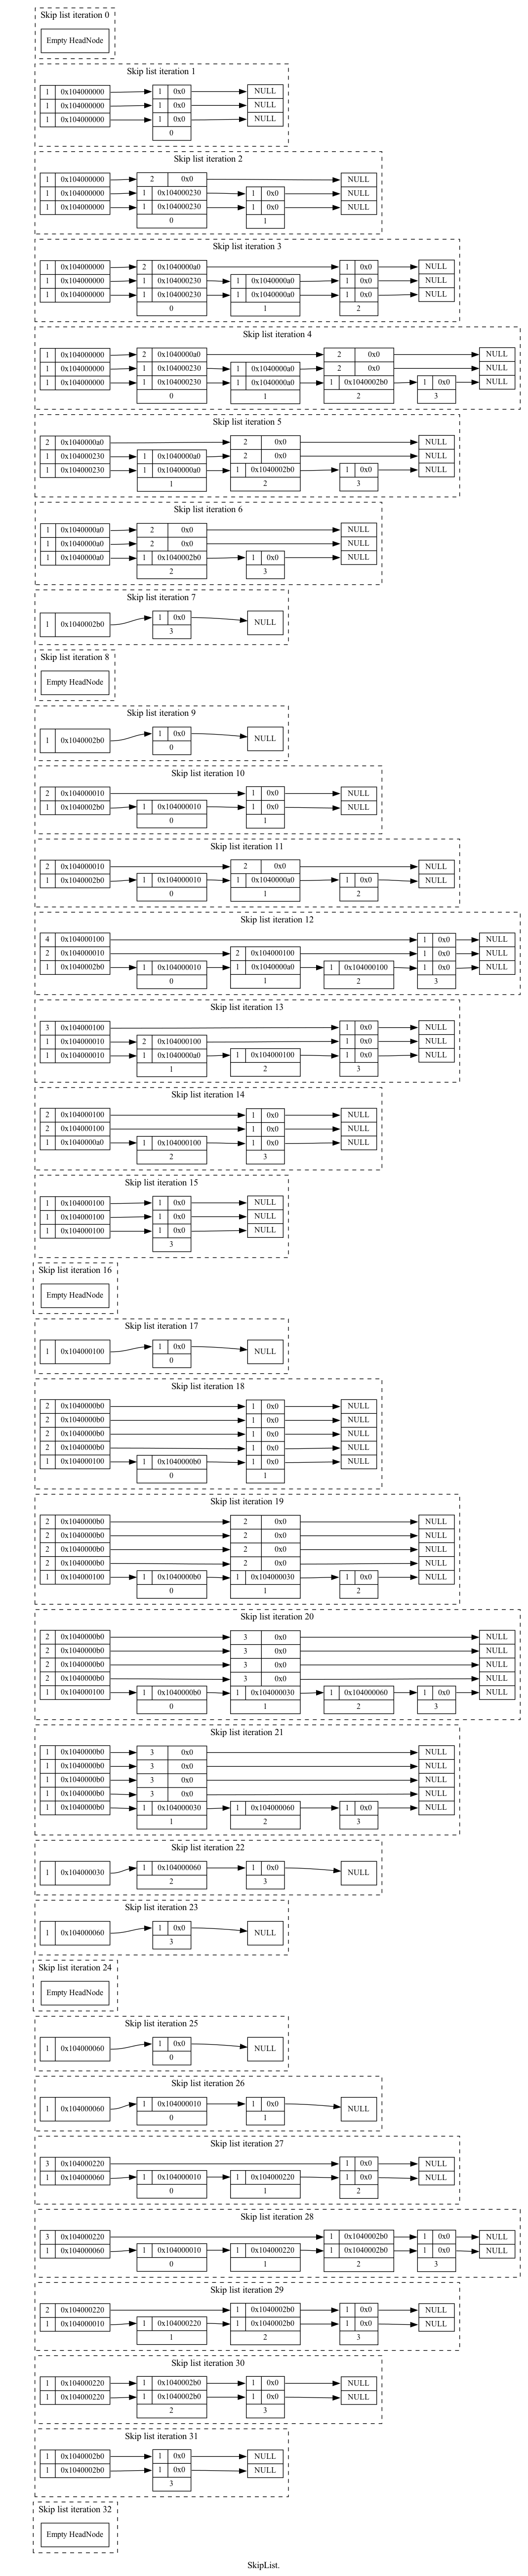 Skip list iteration 0
Empty HeadNode
Skip list iteration 1
1 0x104000000 1 0x0 NULL
1 0x104000000 1 0x0 NULL
1 0x104000000 1 0x0 NULL
0
Skip list iteration 2
1 0x104000000 2 0x0 NULL
1 0x104000000 1 0x104000230 1 0x0 NULL
1 0x104000000 1 0x104000230 1 0x0 NULL
0 1
Skip list iteration 3
1 0x104000000 2 0x1040000a0 1 0x0 NULL
1 0x104000000 1 0x104000230 1 0x1040000a0 1 0x0 NULL
1 0x104000000 1 0x104000230 1 0x1040000a0 1 0x0 NULL
0 1 2
Skip list iteration 4
1 0x104000000 2 0x1040000a0 2 0x0 NULL
1 0x104000000 1 0x104000230 1 0x1040000a0 2 0x0 NULL
1 0x104000000 1 0x104000230 1 0x1040000a0 1 0x1040002b0 1 0x0 NULL
0 1 2 3
Skip list iteration 5
2 0x1040000a0 2 0x0 NULL
1 0x104000230 1 0x1040000a0 2 0x0 NULL
1 0x104000230 1 0x1040000a0 1 0x1040002b0 1 0x0 NULL
1 2 3
Skip list iteration 6
1 0x1040000a0 2 0x0 NULL
1 0x1040000a0 2 0x0 NULL
1 0x1040000a0 1 0x1040002b0 1 0x0 NULL
2 3
Skip list iteration 7
1 0x1040002b0 1 0x0 NULL
3
Skip list iteration 8
Empty HeadNode
Skip list iteration 9
1 0x1040002b0 1 0x0 NULL
0
Skip list iteration 10
2 0x104000010 1 0x0 NULL
1 0x1040002b0 1 0x104000010 1 0x0 NULL
0 1
Skip list iteration 11
2 0x104000010 2 0x0 NULL
1 0x1040002b0 1 0x104000010 1 0x1040000a0 1 0x0 NULL
0 1 2
Skip list iteration 12
4 0x104000100 1 0x0 NULL
2 0x104000010 2 0x104000100 1 0x0 NULL
1 0x1040002b0 1 0x104000010 1 0x1040000a0 1 0x104000100 1 0x0 NULL
0 1 2 3
Skip list iteration 13
3 0x104000100 1 0x0 NULL
1 0x104000010 2 0x104000100 1 0x0 NULL
1 0x104000010 1 0x1040000a0 1 0x104000100 1 0x0 NULL
1 2 3
Skip list iteration 14
2 0x104000100 1 0x0 NULL
2 0x104000100 1 0x0 NULL
1 0x1040000a0 1 0x104000100 1 0x0 NULL
2 3
Skip list iteration 15
1 0x104000100 1 0x0 NULL
1 0x104000100 1 0x0 NULL
1 0x104000100 1 0x0 NULL
3
Skip list iteration 16
Empty HeadNode
Skip list iteration 17
1 0x104000100 1 0x0 NULL
0
Skip list iteration 18
2 0x1040000b0 1 0x0 NULL
2 0x1040000b0 1 0x0 NULL
2 0x1040000b0 1 0x0 NULL
2 0x1040000b0 1 0x0 NULL
1 0x104000100 1 0x1040000b0 1 0x0 NULL
0 1
Skip list iteration 19
2 0x1040000b0 2 0x0 NULL
2 0x1040000b0 2 0x0 NULL
2 0x1040000b0 2 0x0 NULL
2 0x1040000b0 2 0x0 NULL
1 0x104000100 1 0x1040000b0 1 0x104000030 1 0x0 NULL
0 1 2
Skip list iteration 20
2 0x1040000b0 3 0x0 NULL
2 0x1040000b0 3 0x0 NULL
2 0x1040000b0 3 0x0 NULL
2 0x1040000b0 3 0x0 NULL
1 0x104000100 1 0x1040000b0 1 0x104000030 1 0x104000060 1 0x0 NULL
0 1 2 3
Skip list iteration 21
1 0x1040000b0 3 0x0 NULL
1 0x1040000b0 3 0x0 NULL
1 0x1040000b0 3 0x0 NULL
1 0x1040000b0 3 0x0 NULL
1 0x1040000b0 1 0x104000030 1 0x104000060 1 0x0 NULL
1 2 3
Skip list iteration 22
1 0x104000030 1 0x104000060 1 0x0 NULL
2 3
Skip list iteration 23
1 0x104000060 1 0x0 NULL
3
Skip list iteration 24
Empty HeadNode
Skip list iteration 25
1 0x104000060 1 0x0 NULL
0
Skip list iteration 26
1 0x104000060 1 0x104000010 1 0x0 NULL
0 1
Skip list iteration 27
3 0x104000220 1 0x0 NULL
1 0x104000060 1 0x104000010 1 0x104000220 1 0x0 NULL
0 1 2
Skip list iteration 28
3 0x104000220 1 0x1040002b0 1 0x0 NULL
1 0x104000060 1 0x104000010 1 0x104000220 1 0x1040002b0 1 0x0 NULL
0 1 2 3
Skip list iteration 29
2 0x104000220 1 0x1040002b0 1 0x0 NULL
1 0x104000010 1 0x104000220 1 0x1040002b0 1 0x0 NULL
1 2 3
Skip list iteration 30
1 0x104000220 1 0x1040002b0 1 0x0 NULL
1 0x104000220 1 0x1040002b0 1 0x0 NULL
2 3
Skip list iteration 31
1 0x1040002b0 1 0x0 NULL
1 0x1040002b0 1 0x0 NULL
3
Skip list iteration 32
Empty HeadNode
SkipList.